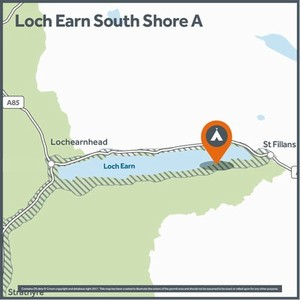 Loch Earn South Shore A
A85
Lochearnhead
St Fillans
Loch Earn
A
Strathyre